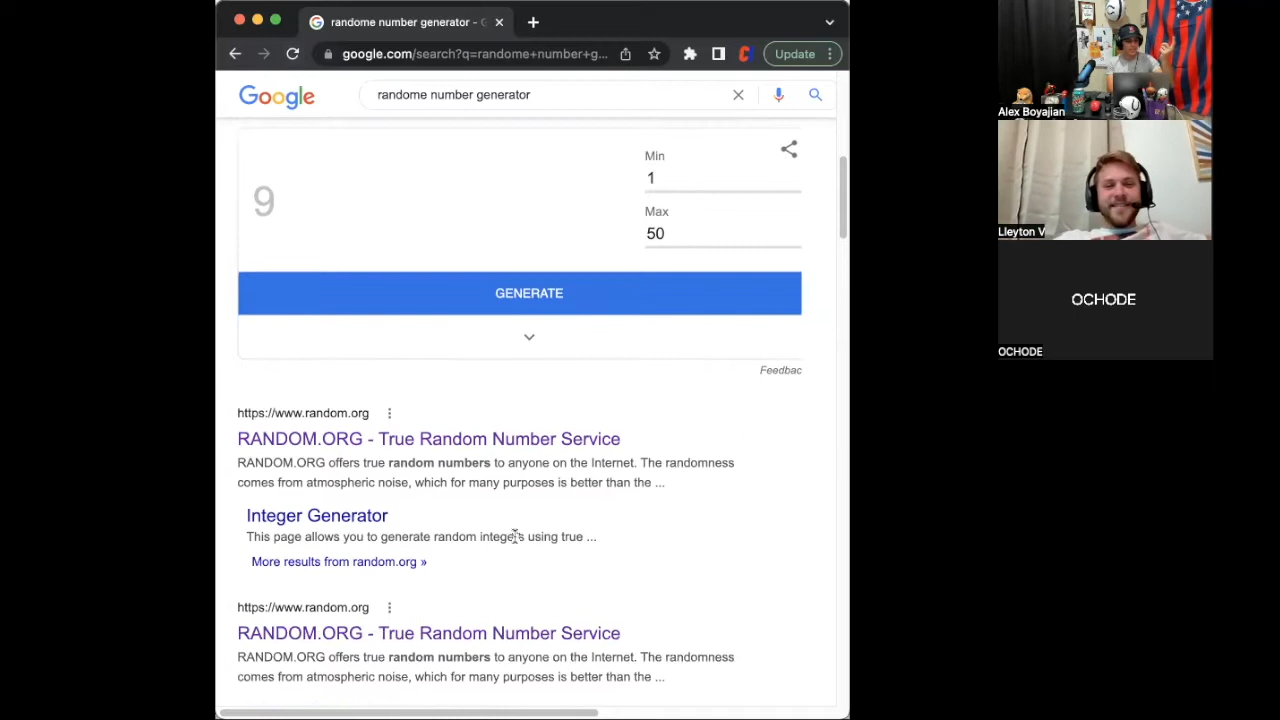 randome number generator - G
Update
google.com/search?q=randome+number+g...
Google
randome number generator
Min
1
9
Max
50
GENERATE
Feedbac
https://www.random.org
RANDOM.ORG - True Random Number Service
RANDOM.ORG offers true random numbers to anyone on the Internet. The randomness
comes from atmospheric noise, which for many purposes is better than the ...
Integer Generator
This page allows you to generate random integers using true ...
More results from random.org »
https://www.random.org
RANDOM.ORG - True Random Number Service
RANDOM.ORG offers true random numbers to anyone on the Internet. The randomness
comes from atmospheric noise, which for many purposes is better than the ...
Alex Boyajian
Lleyton V
OCHODE
OCHODE